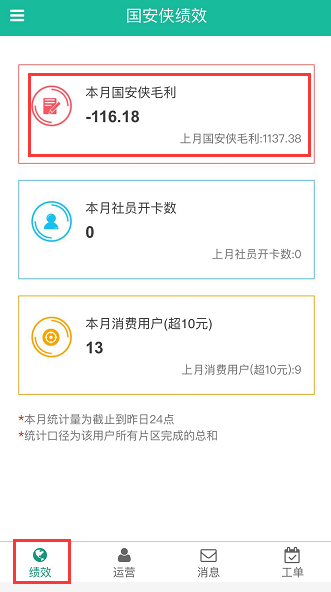 国安侠绩效
本月国安侠毛利
-116.18
上月国安侠毛利:1137.38
本月社员开卡数
0
上月社员开卡数:0
本月消费用户(超10元)
13
上月消费用户(超10元):9
*本月统计量为截止到昨日24点
*统计口径为该用户所有片区完成的总和
绩效 运营 消息 工单